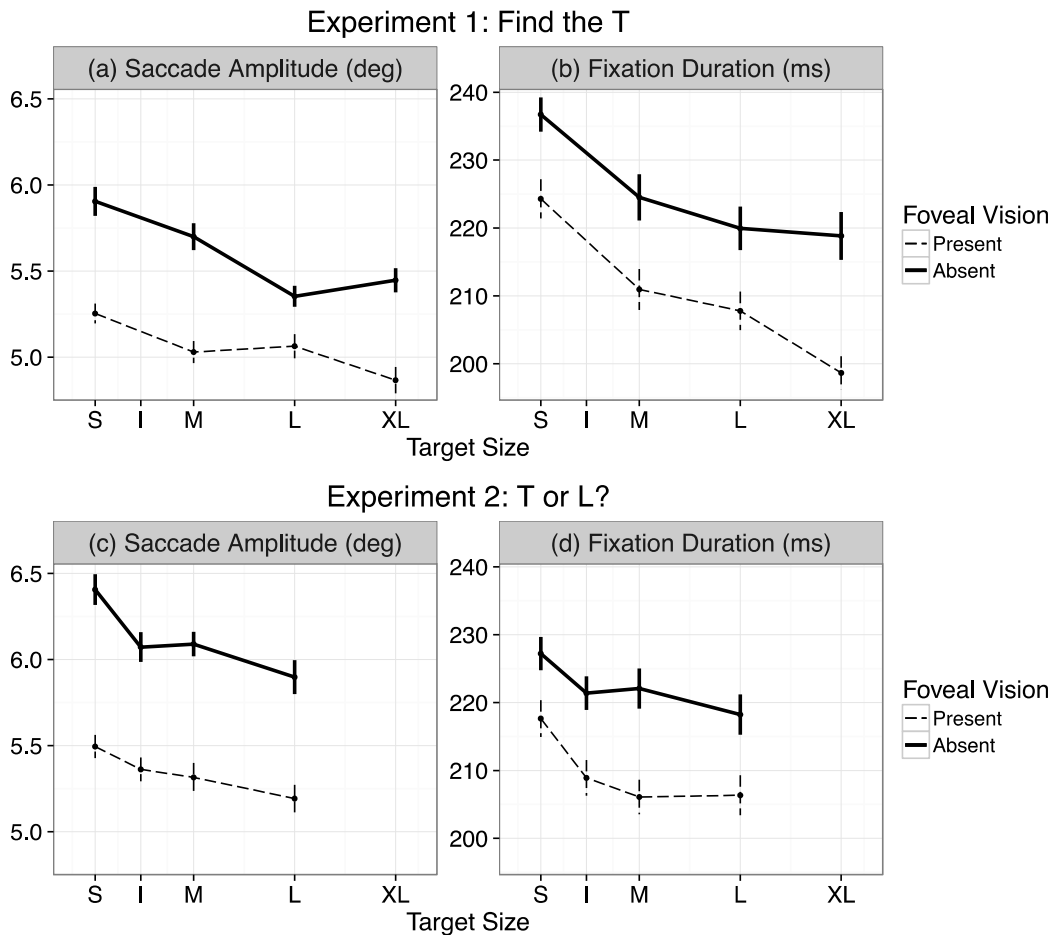 Experiment 1: Find the T
(a) Saccade Amplitude (deg)
(b) Fixation Duration (ms)
6.5
6.0
5.5
5.0
240
230
220
210
200
S I M L XL
S I M L XL
Target Size
Foveal Vision
Present
Absent
Experiment 2: T or L?
(c) Saccade Amplitude (deg)
(d) Fixation Duration (ms)
6.5
6.0
5.5
5.0
240
230
220
210
200
S I M L XL
S I M L XL
Target Size
Foveal Vision
Present
Absent